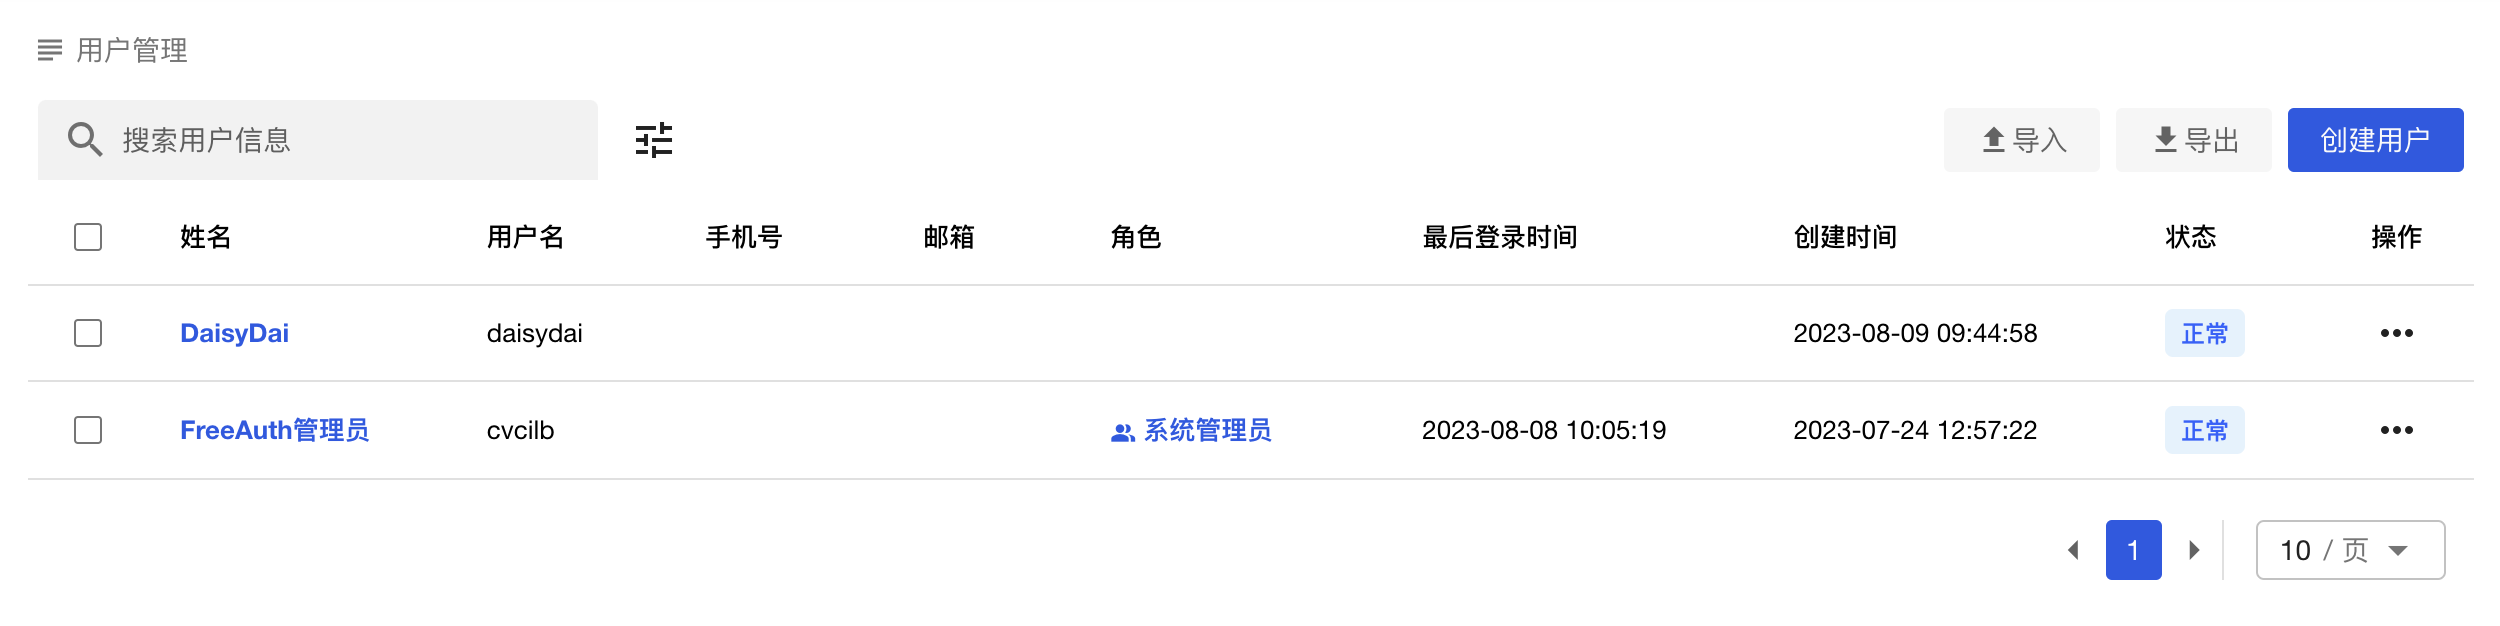 用户管理
搜索用户信息
导入 导出 创建用户
姓名 用户名 手机号 邮箱 角色 最后登录时间 创建时间 状态 操作
DaisyDai daisydai 2023-08-09 09:44:58 正常
FreeAuth管理员 cvcilb 系统管理员 2023-08-08 10:05:19 2023-07-24 12:57:22 正常
1 10 / 页